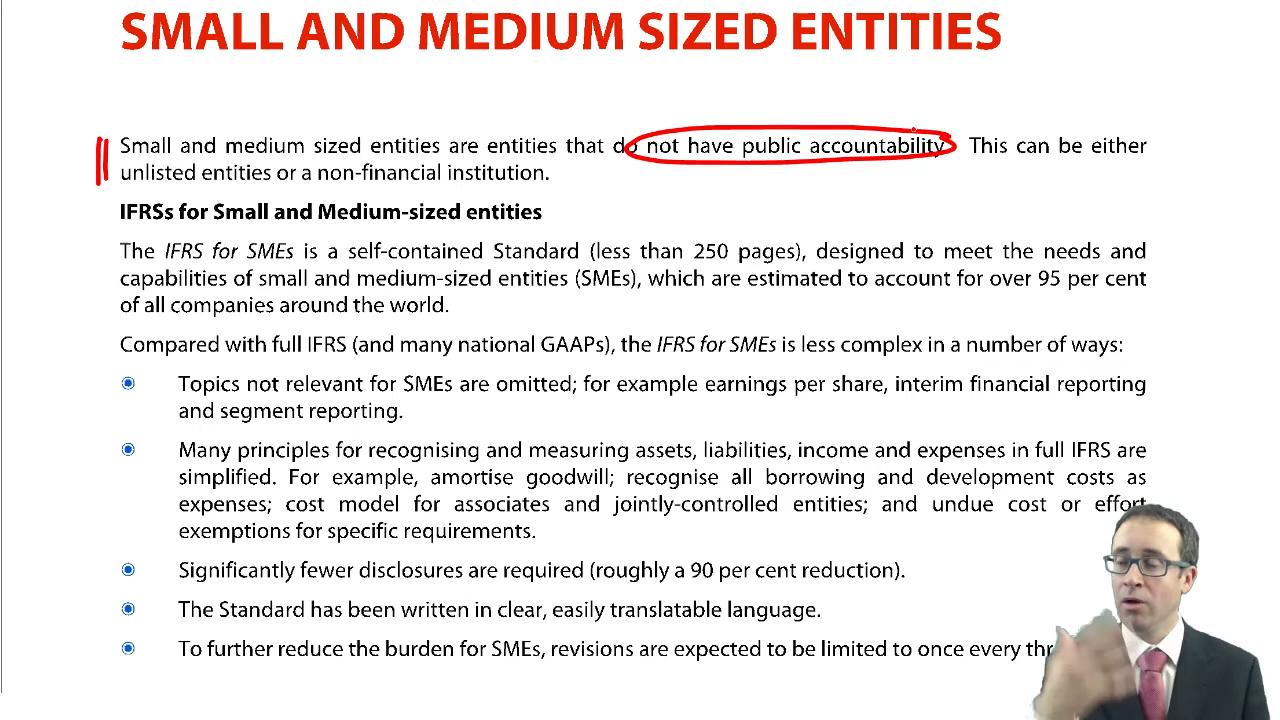 SMALL AND MEDIUM SIZED ENTITIES
Small and medium sized entities are entities that do not have public accountability. This can be either
unlisted entities or a non-financial institution.
IFRSs for Small and Medium-sized entities
The IFRS for SMEs is a self-contained Standard (less than 250 pages), designed to meet the needs and
capabilities of small and medium-sized entities (SMEs), which are estimated to account for over 95 per cent
of all companies around the world.
Compared with full IFRS (and many national GAAPs), the IFRS for SMEs is less complex in a number of ways:
Topics not relevant for SMEs are omitted; for example earnings per share, interim financial reporting
and segment reporting.
Many principles for recognising and measuring assets, liabilities, income and expenses in full IFRS are
simplified. For example, amortise goodwill; recognise all borrowing and development costs as
expenses; cost model for associates and jointly-controlled entities; and undue cost or effort
exemptions for specific requirements.
Significantly fewer disclosures are required (roughly a 90 per cent reduction).
The Standard has been written in clear, easily translatable language.
To further reduce the burden for SMEs, revisions are expected to be limited to once every